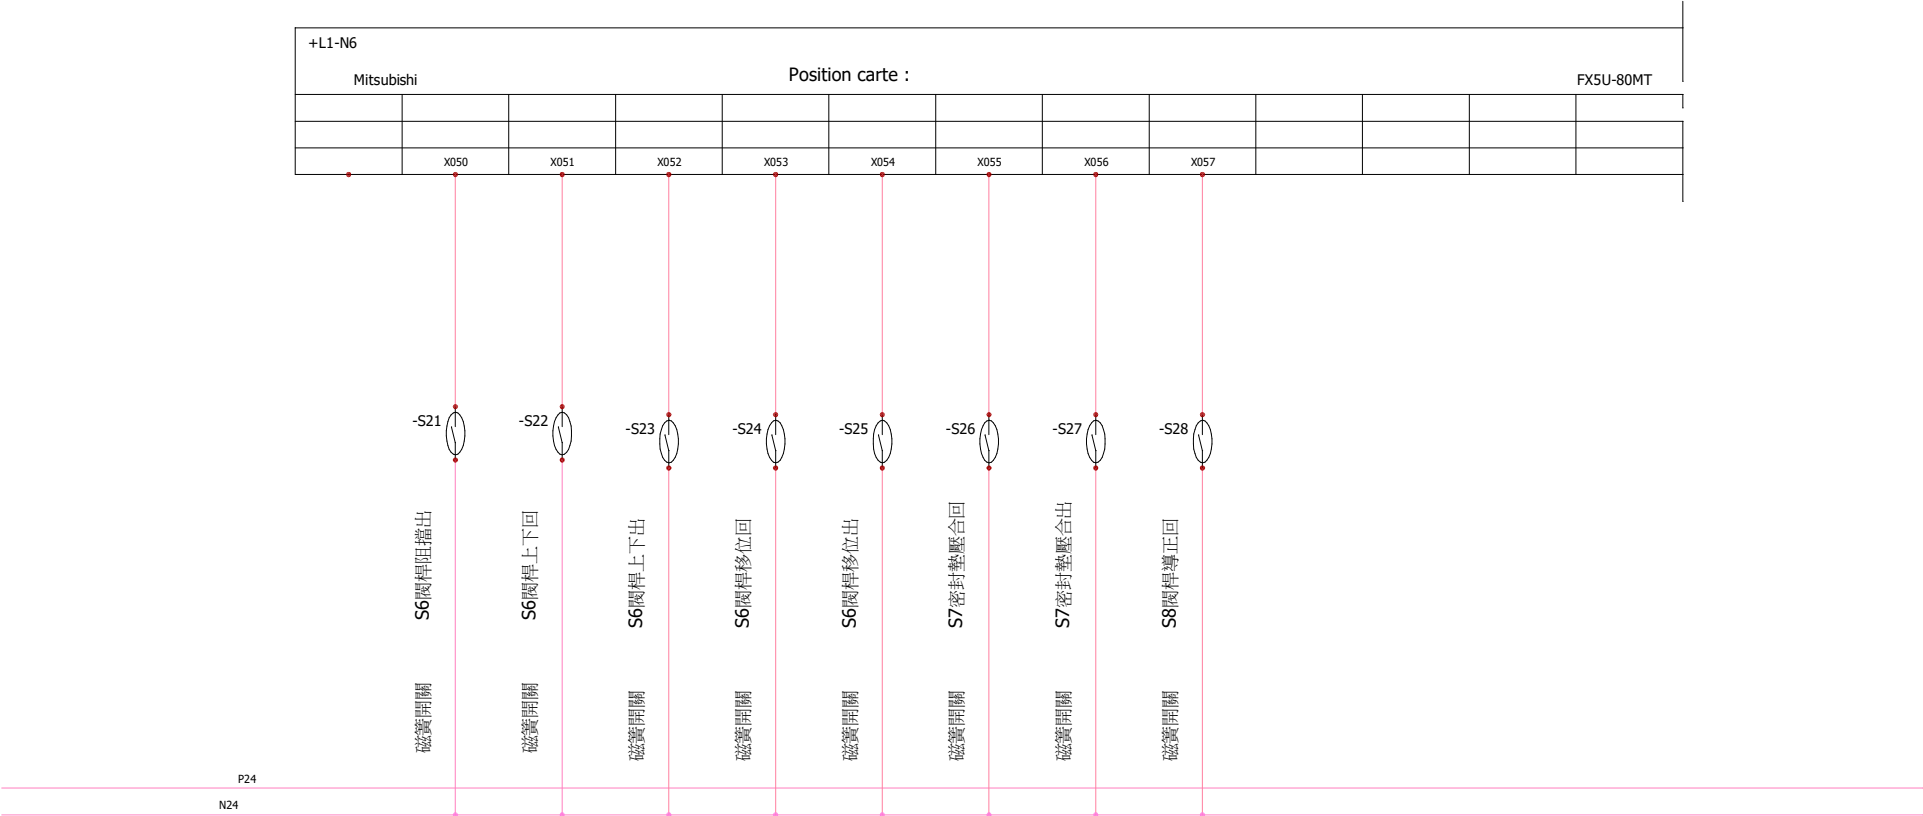 +L1-N6
Mitsubishi
Position carte :
FX5U-80MT
X050
X051
X052
X053
X054
X055
X056
X057
-S21
-S22
-S23
-S24
-S25
-S26
-S27
-S28
S6閥桿阻擋出
S6閥桿上下回
S6閥桿上下出
S6閥桿移位回
S6閥桿移位出
S7密封墊壓合回
S7密封墊壓合出
S8閥桿導正回
磁簧開關
磁簧開關
磁簧開關
磁簧開關
磁簧開關
磁簧開關
磁簧開關
磁簧開關
P24
N24